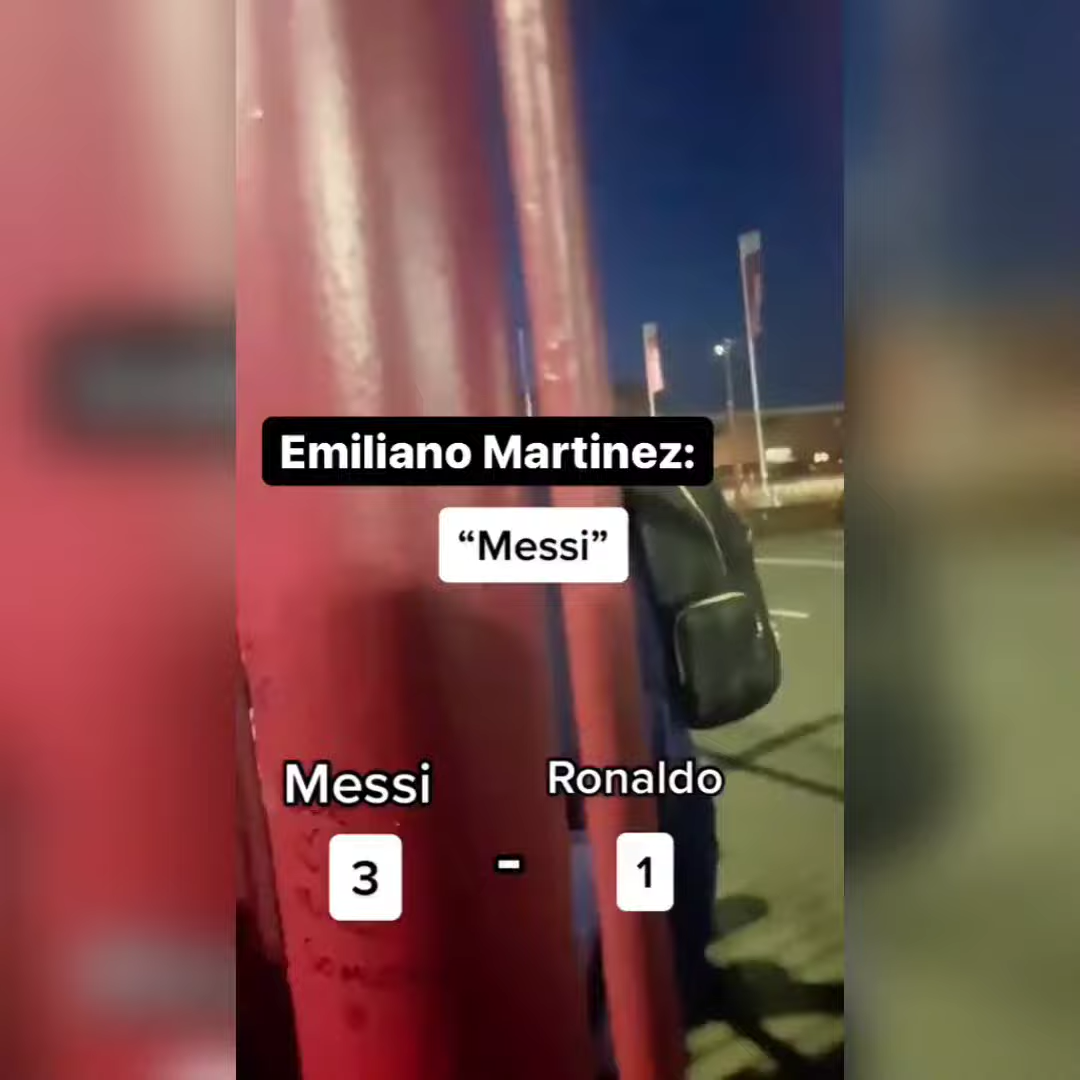 Emiliano Martinez:
“Messi”
Messi
Ronaldo
3
-
1